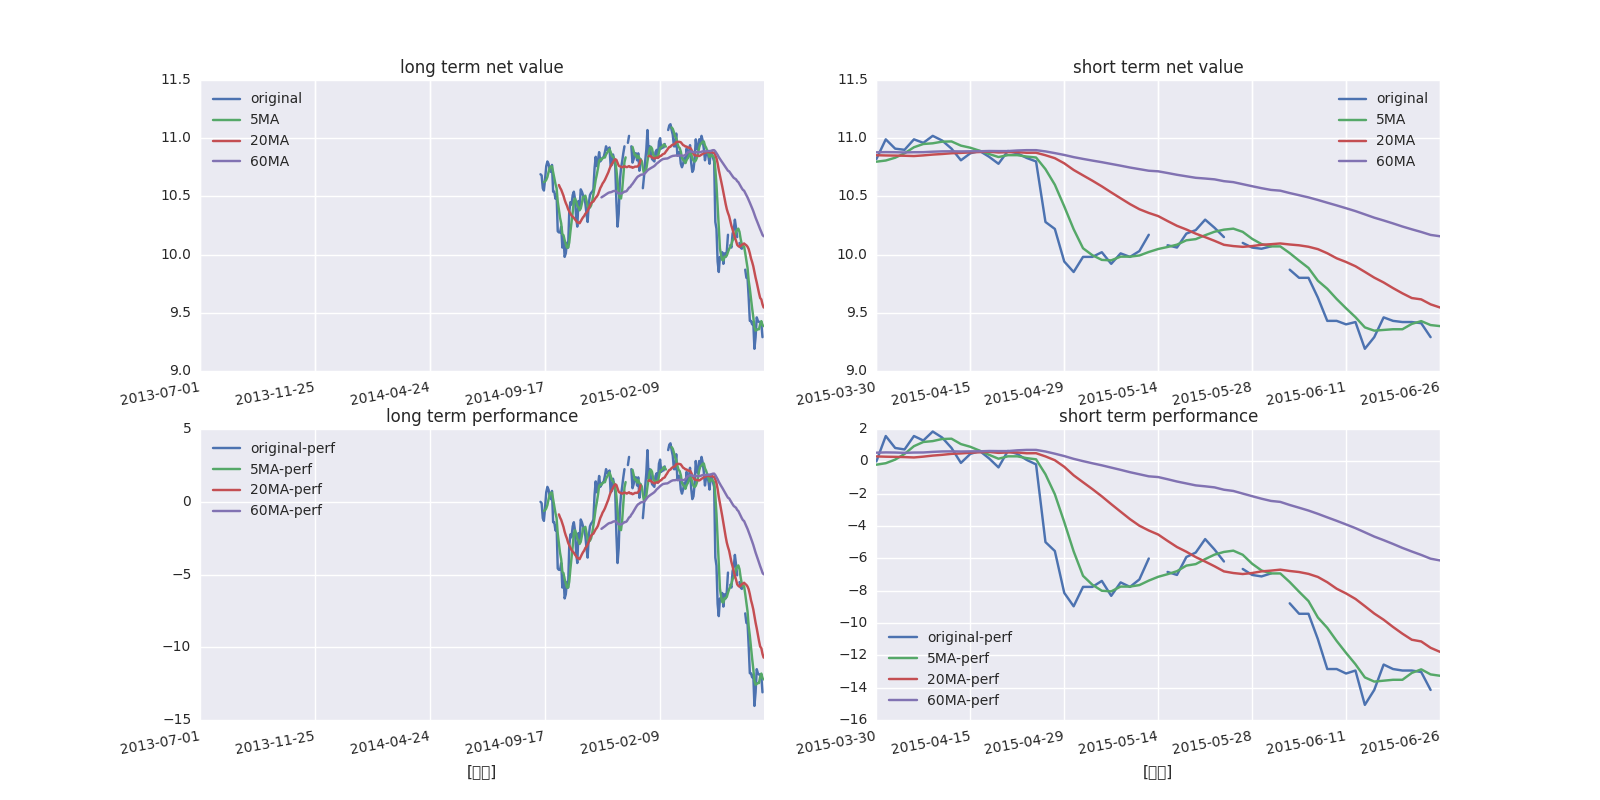 long term net value
11.5
11.0
10.5
10.0
9.5
9.0
original
5MA
20MA
60MA
2013-07-01
2013-11-25
2014-04-24
2014-09-17
2015-02-09
short term net value
11.5
11.0
10.5
10.0
9.5
9.0
original
5MA
20MA
60MA
2015-03-30
2015-04-15
2015-04-29
2015-05-14
2015-05-28
2015-06-11
2015-06-26
long term performance
5
0
−5
−10
−15
original-perf
5MA-perf
20MA-perf
60MA-perf
2013-07-01
2013-11-25
2014-04-24
2014-09-17
2015-02-09
[▯▯]
short term performance
2
0
−2
−4
−6
−8
−10
−12
−14
−16
original-perf
5MA-perf
20MA-perf
60MA-perf
2015-03-30
2015-04-15
2015-04-29
2015-05-14
2015-05-28
2015-06-11
2015-06-26
[▯▯]